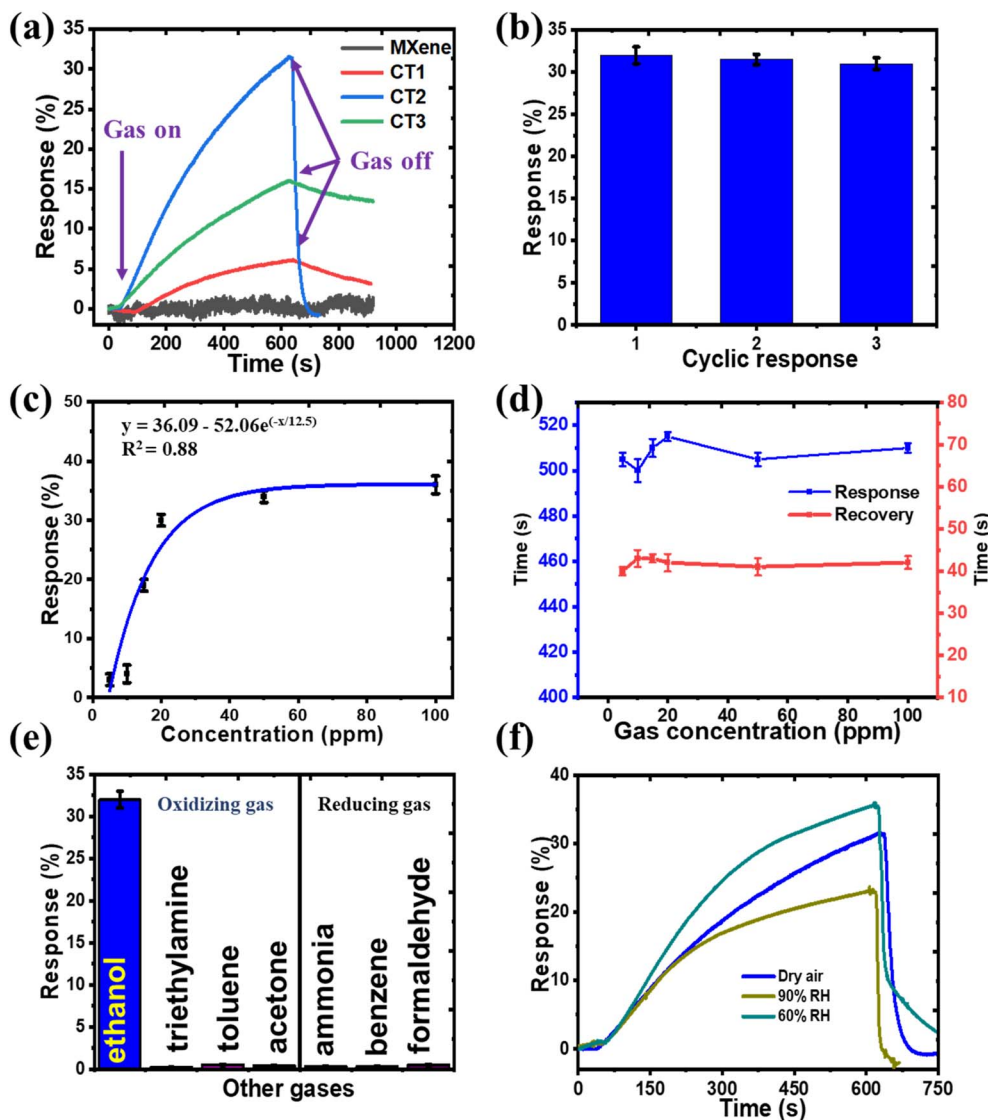 (a)
MXene
CT1
CT2
CT3
Gas on
Gas off
Response (%)
35
30
25
20
15
10
5
0
0 200 400 600 800 1000 1200
Time (s)
(b)
Response (%)
35
30
25
20
15
10
5
0
1 2 3
Cyclic response
(c)
y = 36.09 - 52.06e(-x/12.5)
R2 = 0.88
Response (%)
50
40
30
20
10
0
0 20 40 60 80 100
Concentration (ppm)
(d)
Time (s)
520
510
500
490
480
460
440
430
420
410
400
Response
Recovery
80
70
60
50
40
30
20
10
Time (s)
0 20 40 60 80 100
Gas concentration (ppm)
(e)
Response (%)
35
30
25
20
15
10
5
0
Oxidizing gas
Reducing gas
ethanol
triethylamine
toluene
acetone
ammonia
benzene
formaldehyde
Other gases
(f)
Response (%)
40
30
20
10
0
Dry air
90% RH
60% RH
0 150 300 450 600 750
Time (s)